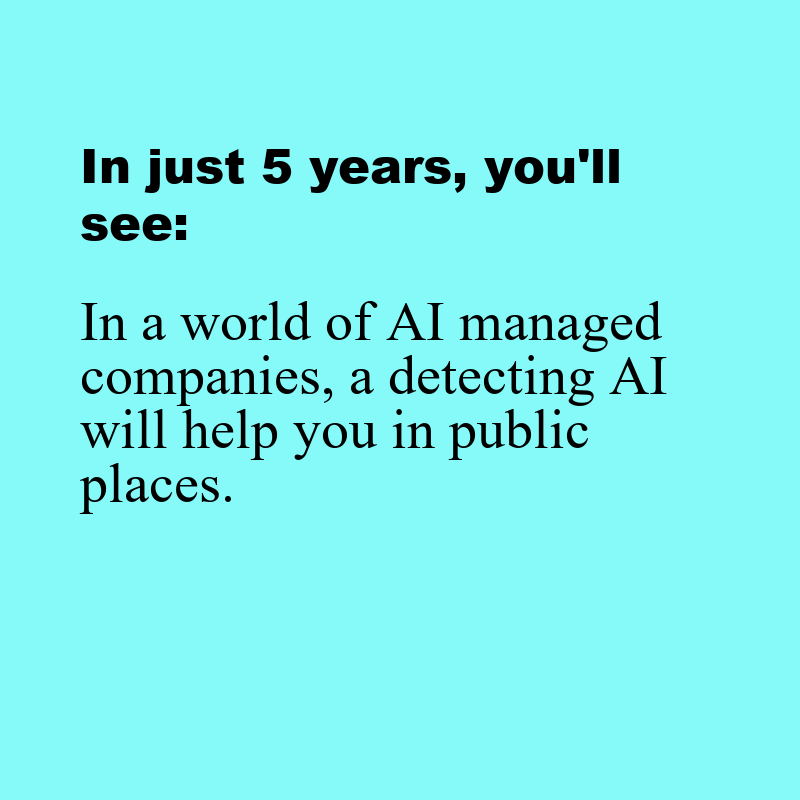 In just 5 years, you'll
see:
In a world of AI managed
companies, a detecting AI
will help you in public
places.